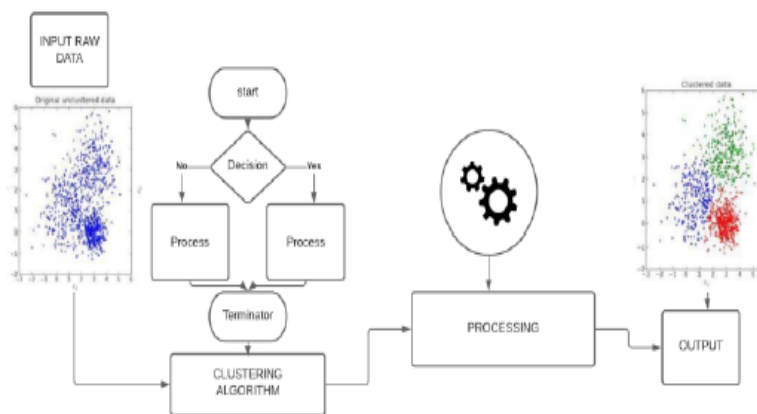 INPUT RAW
DATA
Original unclustered data
start
Decision
No
Yes
Process
Process
Terminator
CLUSTERING
ALGORITHM
PROCESSING
Clustered data
OUTPUT